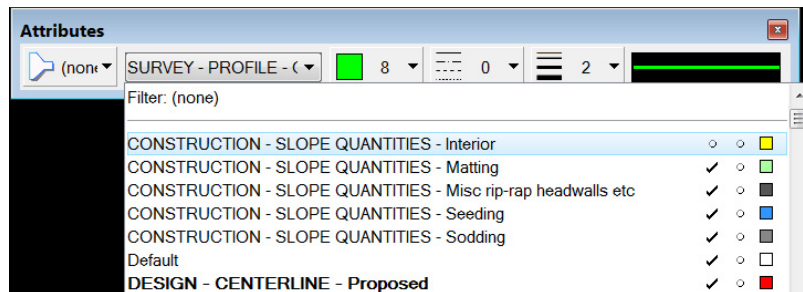 Attributes
(none SURVEY - PROFILE - ( 8 0 2
Filter: (none)
CONSTRUCTION - SLOPE QUANTITIES - Interior
CONSTRUCTION - SLOPE QUANTITIES - Matting
CONSTRUCTION - SLOPE QUANTITIES - Misc rip-rap headwalls etc
CONSTRUCTION - SLOPE QUANTITIES - Seeding
CONSTRUCTION - SLOPE QUANTITIES - Sodding
Default
DESIGN - CENTERLINE - Proposed